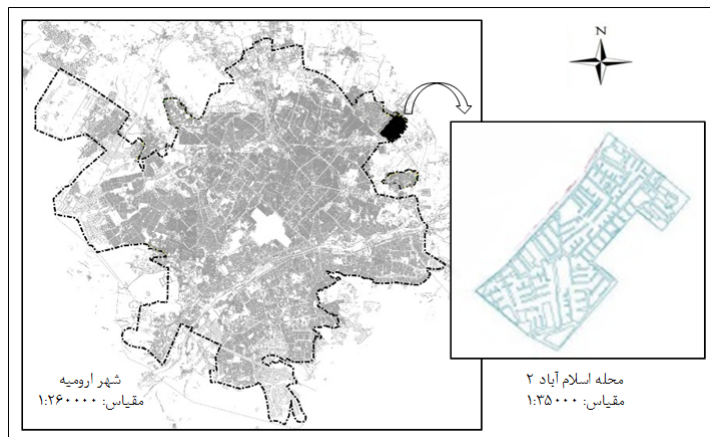 N
شهر ارومیه
مقیاس: ۱:۲۶۰۰۰۰
محله اسلام آباد ۲
مقیاس: ۱:۳۵۰۰۰